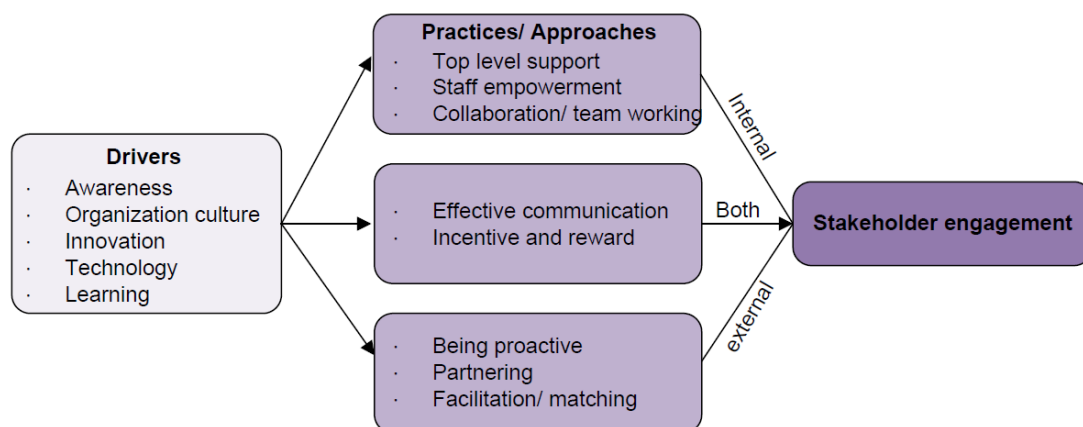 Practices/ Approaches
· Top level support
· Staff empowerment
· Collaboration/ team working
Internal
Drivers
· Awareness
· Organization culture
· Innovation
· Technology
· Learning
· Effective communication
· Incentive and reward
Both
Stakeholder engagement
· Being proactive
· Partnering
· Facilitation/ matching
external